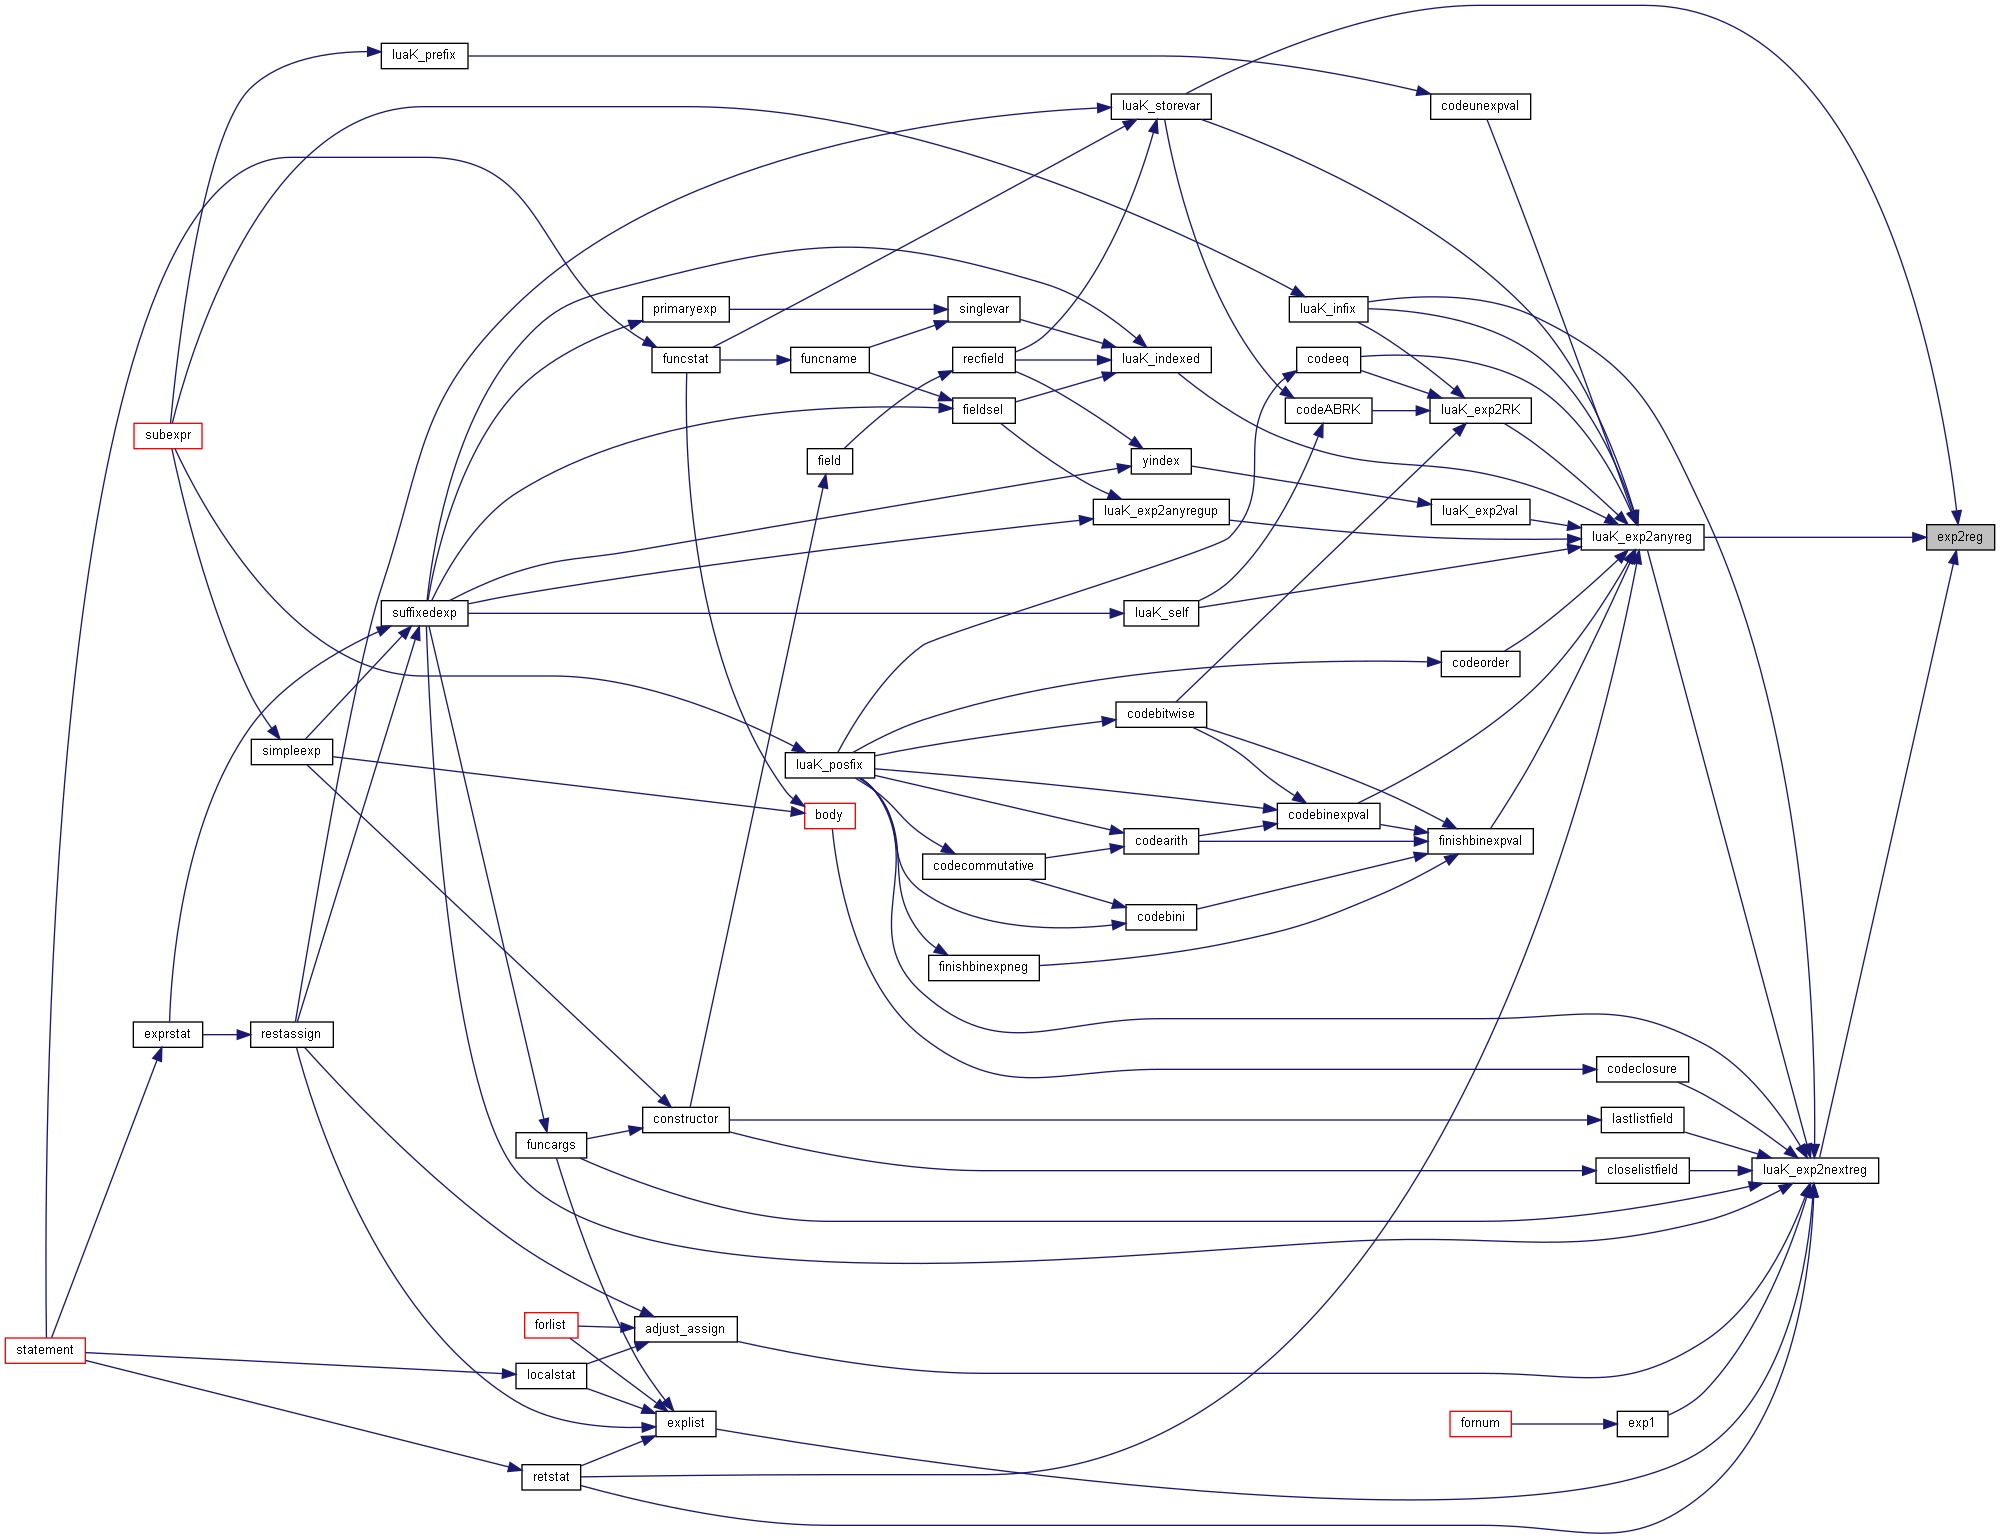 luaK_prefix
luaK_storevar
codeunexpval
primaryexp
singlevar
luaK_infix
funcstat
funcname
recfield
luaK_indexed
codeeq
subexpr
fieldsel
codeABRK
luaK_exp2RK
field
yindex
luaK_exp2anyregup
luaK_exp2val
luaK_exp2anyreg
exp2reg
suffixedexp
luaK_self
codeorder
codebitwise
simpleexp
luaK_posfix
body
codebinexpval
codearith
finishbinexpval
codecommutative
codebini
finishbinexpneg
exprstat
restassign
codeclosure
constructor
lastlistfield
funcargs
closelistfield
luaK_exp2nextreg
forlist
adjust_assign
statement
localstat
explist
fornum
exp1
retstat